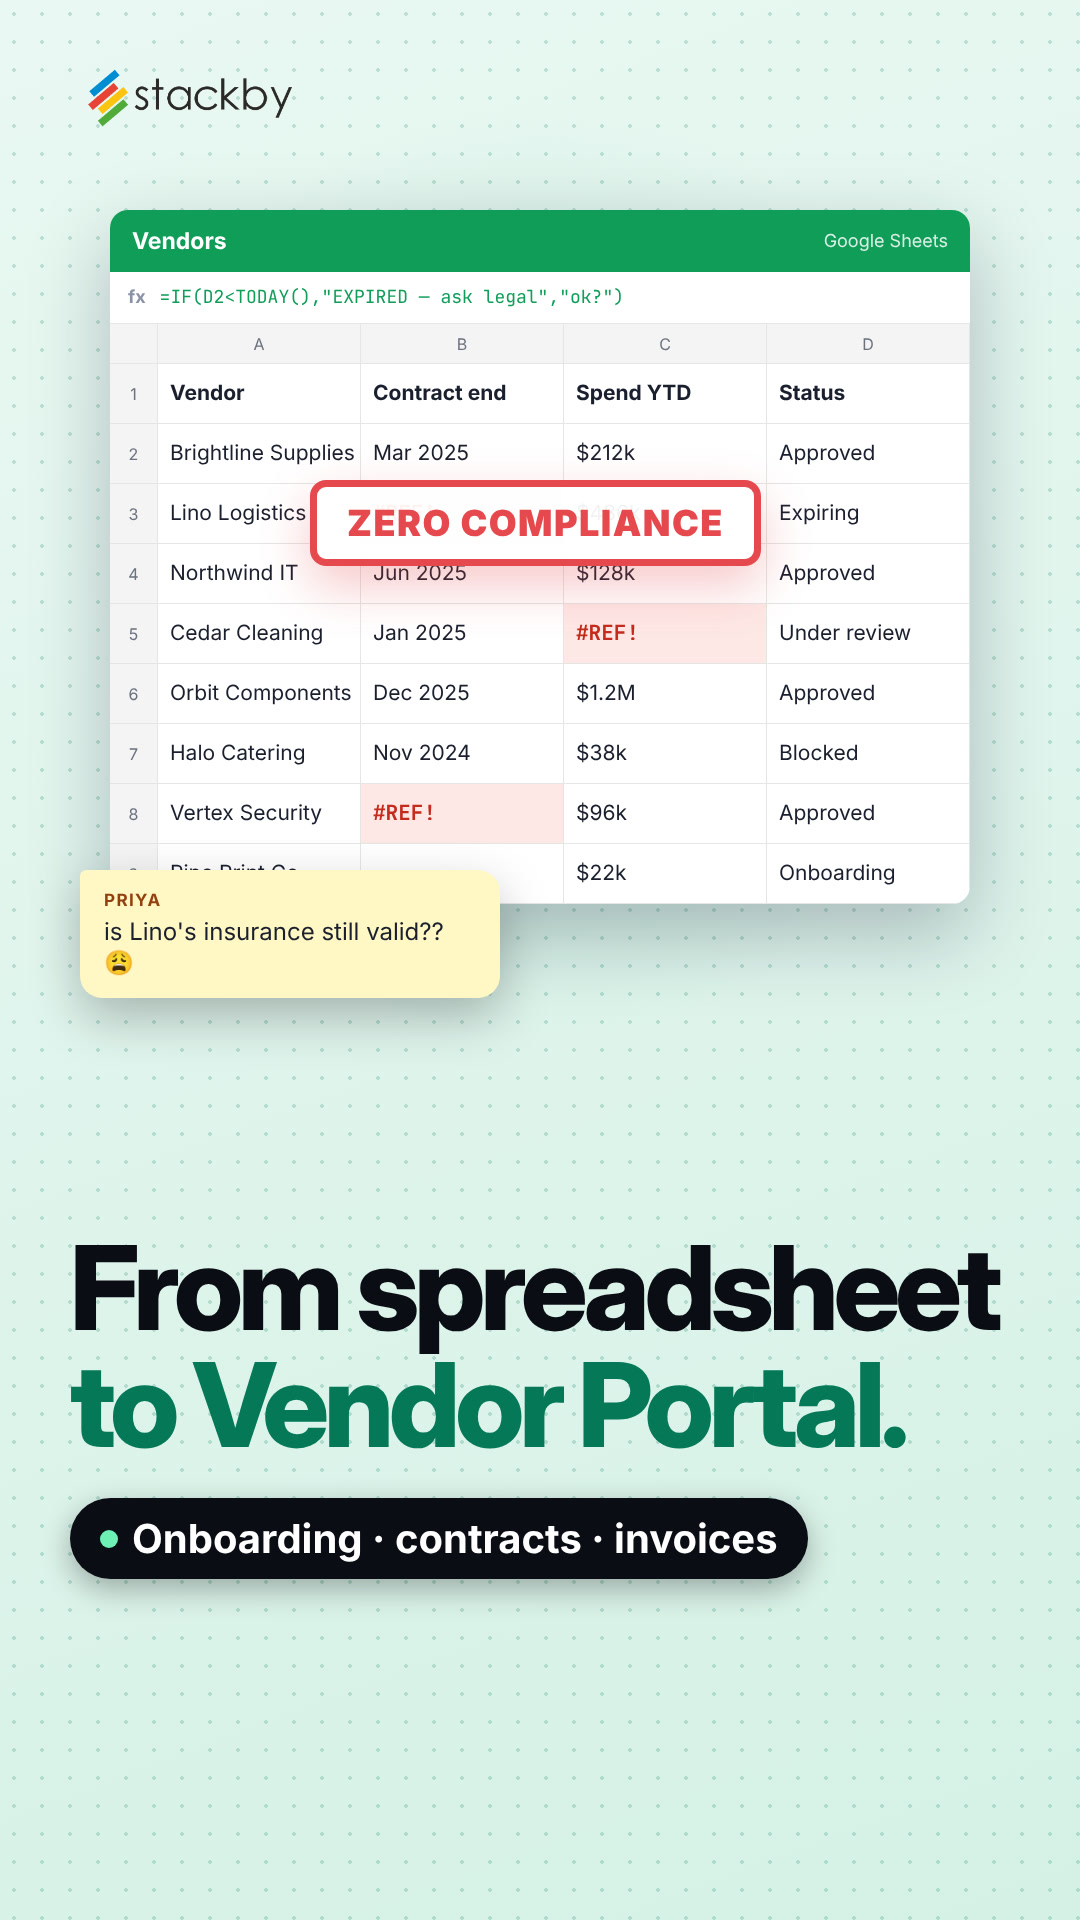 stackby
Vendors
Google Sheets
fx =IF(D2<TODAY(),"EXPIRED — ask legal","ok?")
A B C D
1 Vendor Contract end Spend YTD Status
2 Brightline Supplies Mar 2025 $212k Approved
3 Lino Logistics Expiring
ZERO COMPLIANCE
4 Northwind IT Jun 2025 $128k Approved
5 Cedar Cleaning Jan 2025 #REF! Under review
6 Orbit Components Dec 2025 $1.2M Approved
7 Halo Catering Nov 2024 $38k Blocked
8 Vertex Security #REF! $96k Approved
$22k Onboarding
PRIYA
is Lino's insurance still valid??
😩
From spreadsheet
to Vendor Portal.
Onboarding · contracts · invoices